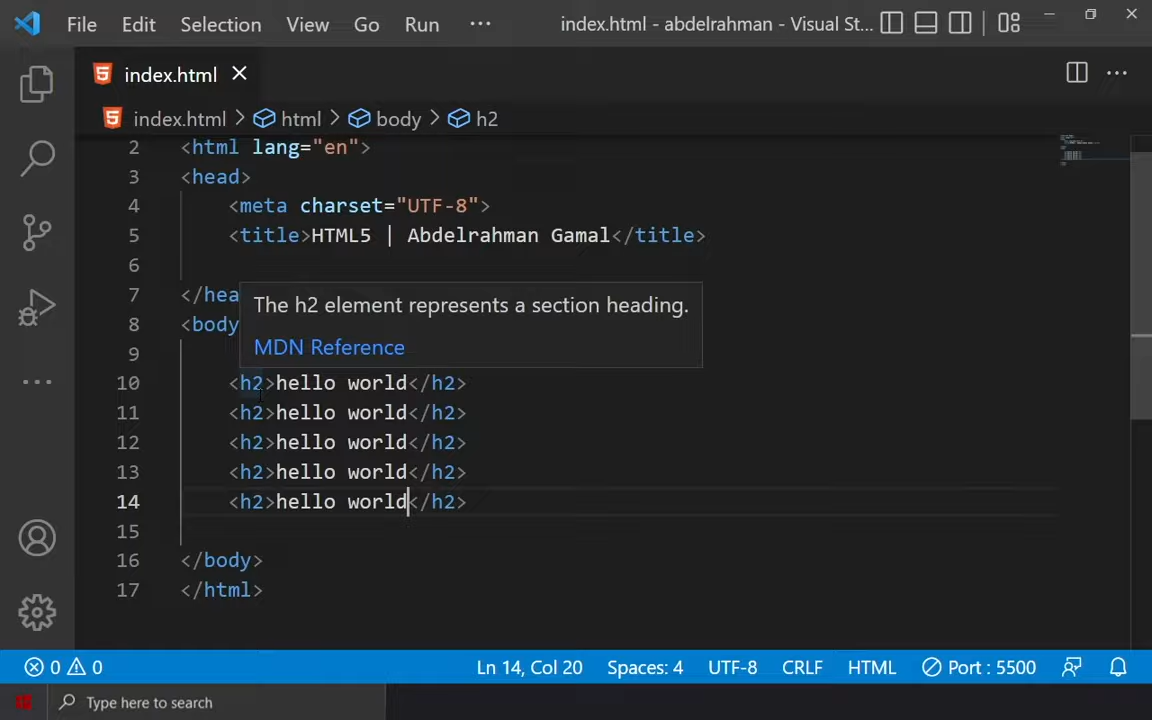 File Edit Selection View Go Run ··· index.html - abdelrahman - Visual St...
index.html
index.html > html > body > h2
2 <html lang="en">
3 <head>
4 <meta charset="UTF-8">
5 <title>HTML5 | Abdelrahman Gamal</title>
6
7 </hea
The h2 element represents a section heading.
8 <body
MDN Reference
9
10 <h2>hello world</h2>
11 <h2>hello world</h2>
12 <h2>hello world</h2>
13 <h2>hello world</h2>
14 <h2>hello world</h2>
15
16 </body>
17 </html>
0 0 Ln 14, Col 20 Spaces: 4 UTF-8 CRLF HTML Port : 5500
Type here to search